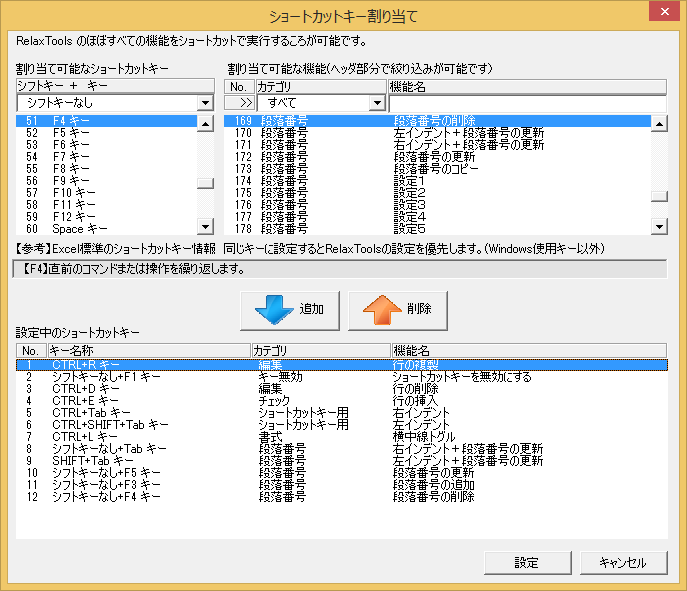 ショートカットキー割り当て
RelaxTools のほぼすべての機能をショートカットで実行するころが可能です。
割り当て可能なショートカットキー
割り当て可能な機能(ヘッダ部分で絞り込みが可能です)
シフトキー + キー
No. カテゴリ 機能名
シフトキーなし
>> すべて
51 F4 キー
52 F5 キー
53 F6 キー
54 F7 キー
55 F8 キー
56 F9 キー
57 F10 キー
58 F11 キー
59 F12 キー
60 Space キー
169 段落番号 段落番号の削除
170 段落番号 左インデント+段落番号の更新
171 段落番号 右インデント+段落番号の更新
172 段落番号 段落番号の更新
173 段落番号 段落番号のコピー
174 段落番号 設定1
175 段落番号 設定2
176 段落番号 設定3
177 段落番号 設定4
178 段落番号 設定5
【参考】Excel標準のショートカットキー情報 同じキーに設定するとRelaxToolsの設定を優先します。(Windows使用キー以外)
【F4】直前のコマンドまたは操作を繰り返します。
追加
削除
設定中のショートカットキー
No. キー名称 カテゴリ 機能名
1 CTRL+R キー 編集 行の複製
2 シフトキーなし+F1 キー キー無効 ショートカットキーを無効にする
3 CTRL+D キー 編集 行の削除
4 CTRL+E キー チェック 行の挿入
5 CTRL+Tab キー ショートカットキー用 右インデント
6 CTRL+SHIFT+Tab キー ショートカットキー用 左インデント
7 CTRL+L キー 書式 横中線トグル
8 シフトキーなし+Tab キー 段落番号 右インデント+段落番号の更新
9 SHIFT+Tab キー 段落番号 左インデント+段落番号の更新
10 シフトキーなし+F5 キー 段落番号 段落番号の更新
11 シフトキーなし+F3 キー 段落番号 段落番号の追加
12 シフトキーなし+F4 キー 段落番号 段落番号の削除
設定
キャンセル